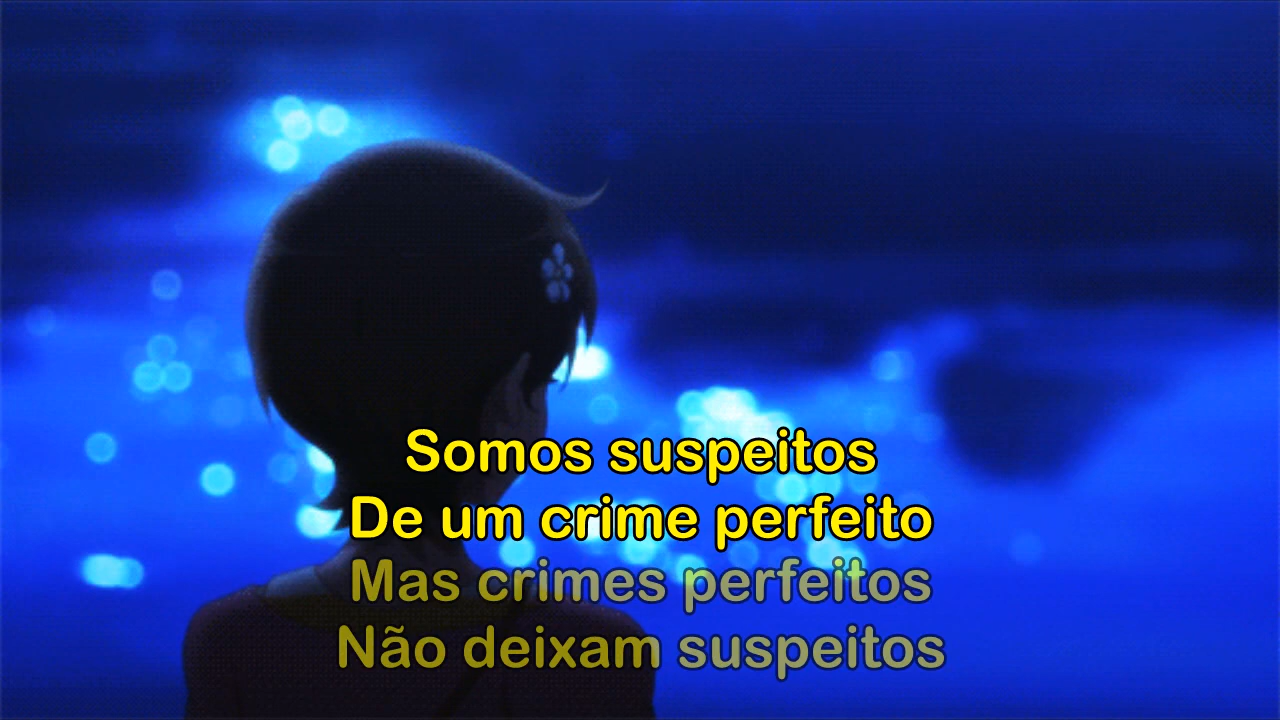 Somos suspeitos
De um crime perfeito
Mas crimes perfeitos
Não deixam suspeitos